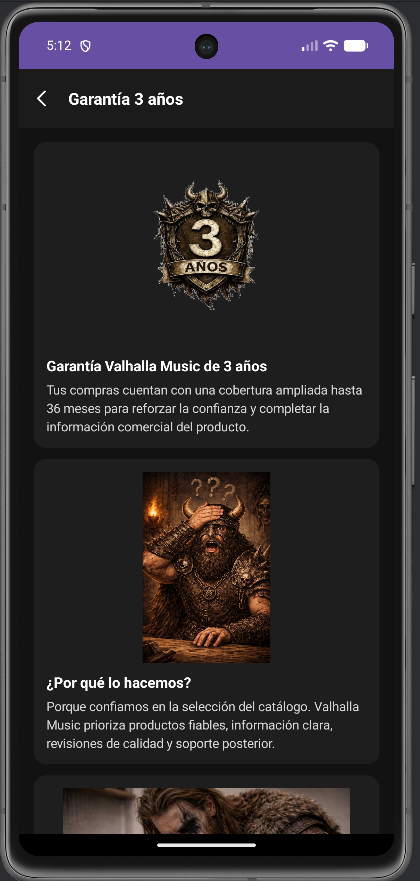 5:12
Garantía 3 años
3
AÑOS
Garantía Valhalla Music de 3 años
Tus compras cuentan con una cobertura ampliada hasta
36 meses para reforzar la confianza y completar la
información comercial del producto.
???
¿Por qué lo hacemos?
Porque confiamos en la selección del catálogo. Valhalla
Music prioriza productos fiables, información clara,
revisiones de calidad y soporte posterior.